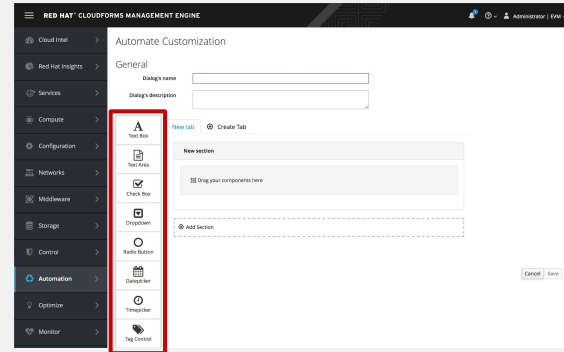 RED HAT® CLOUDFORMS MANAGEMENT ENGINE
Administrator | EVM
Cloud Intel
Red Hat Insights
Services
Compute
Configuration
Networks
Middleware
Storage
Control
Automation
Optimize
Monitor
Automate Customization
General
Dialog's name
Dialog's description
Text Box
Text Area
Check Box
Dropdown
Radio Button
Datepicker
Timepicker
Tag Control
New tab
Create Tab
New section
Drag your components here
Add Section
Cancel
Save